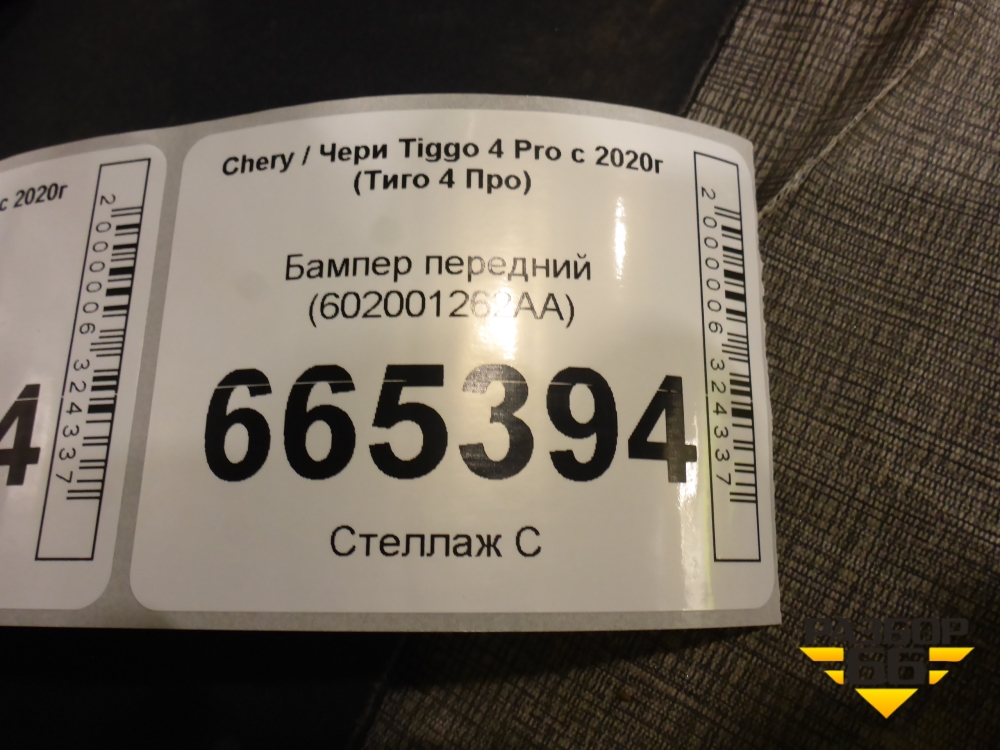 с 2020г
2000006324337
4
Chery / Чери Tiggo 4 Pro с 2020г
(Тиго 4 Про)
Бампер передний
(602001262AA)
665394
Стеллаж С
2000006324337
РАЗБОР
66